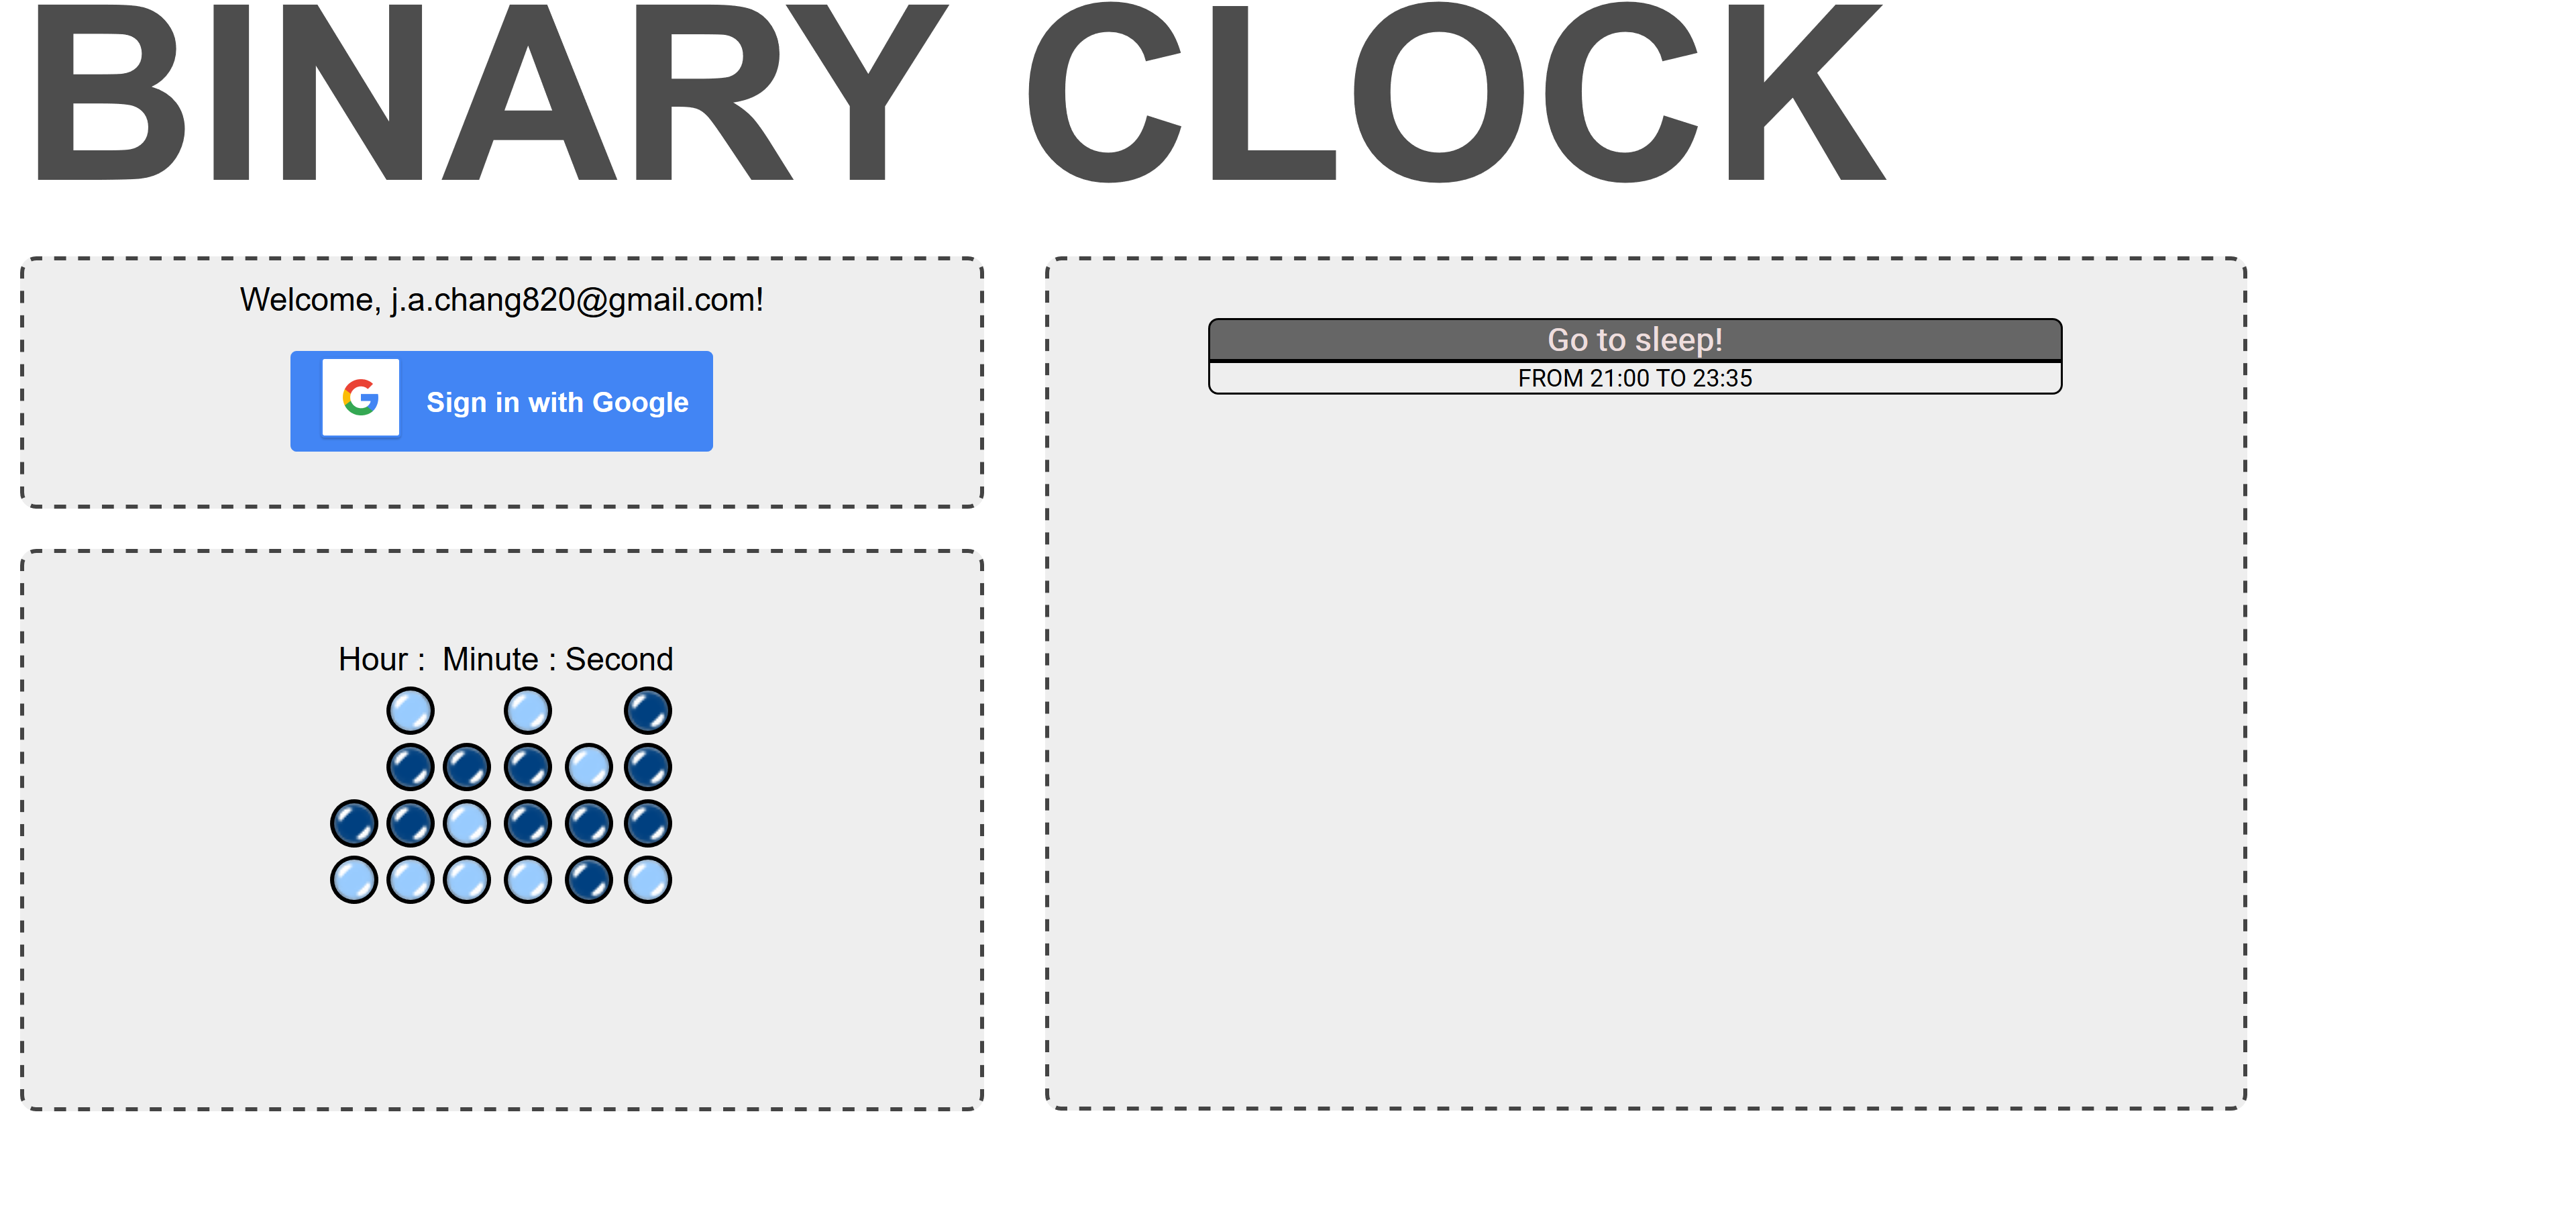 BINARY CLOCK
Welcome, j.a.chang820@gmail.com!
Sign in with Google
Hour : Minute : Second
Go to sleep!
FROM 21:00 TO 23:35